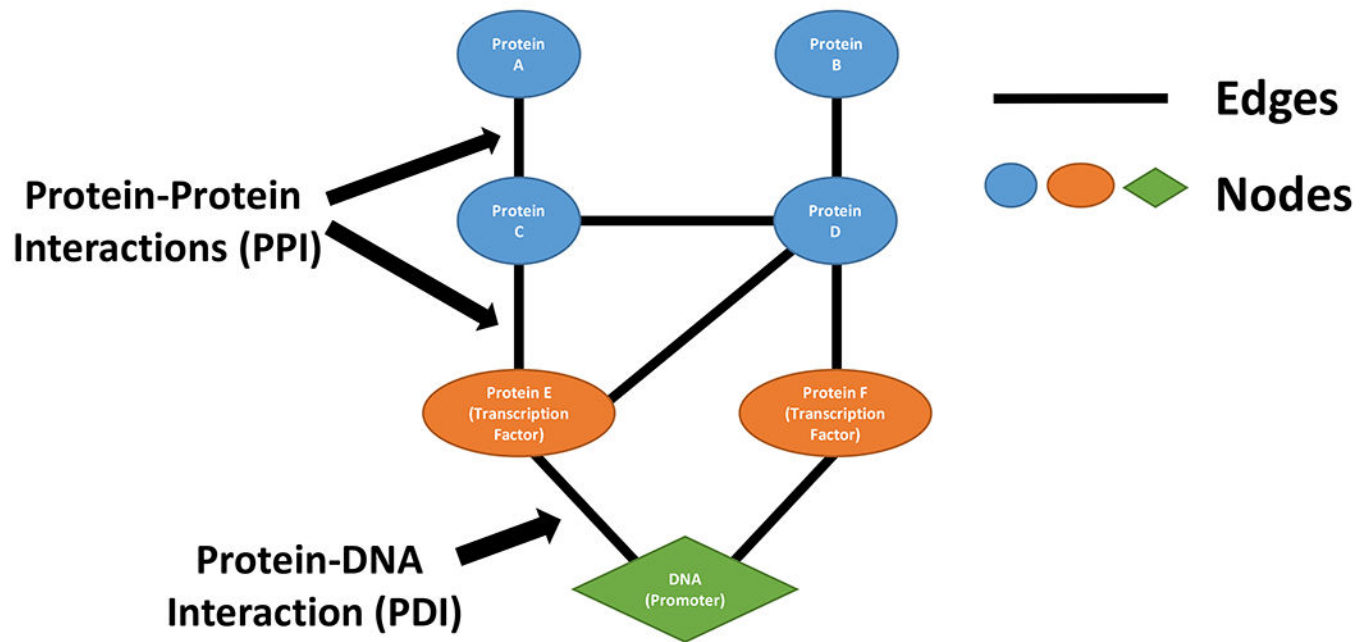 Protein
A
Protein
B
Edges
Nodes
Protein-Protein
Interactions (PPI)
Protein
C
Protein
D
Protein E
(Transcription
Factor)
Protein F
(Transcription
Factor)
Protein-DNA
Interaction (PDI)
DNA
(Promoter)